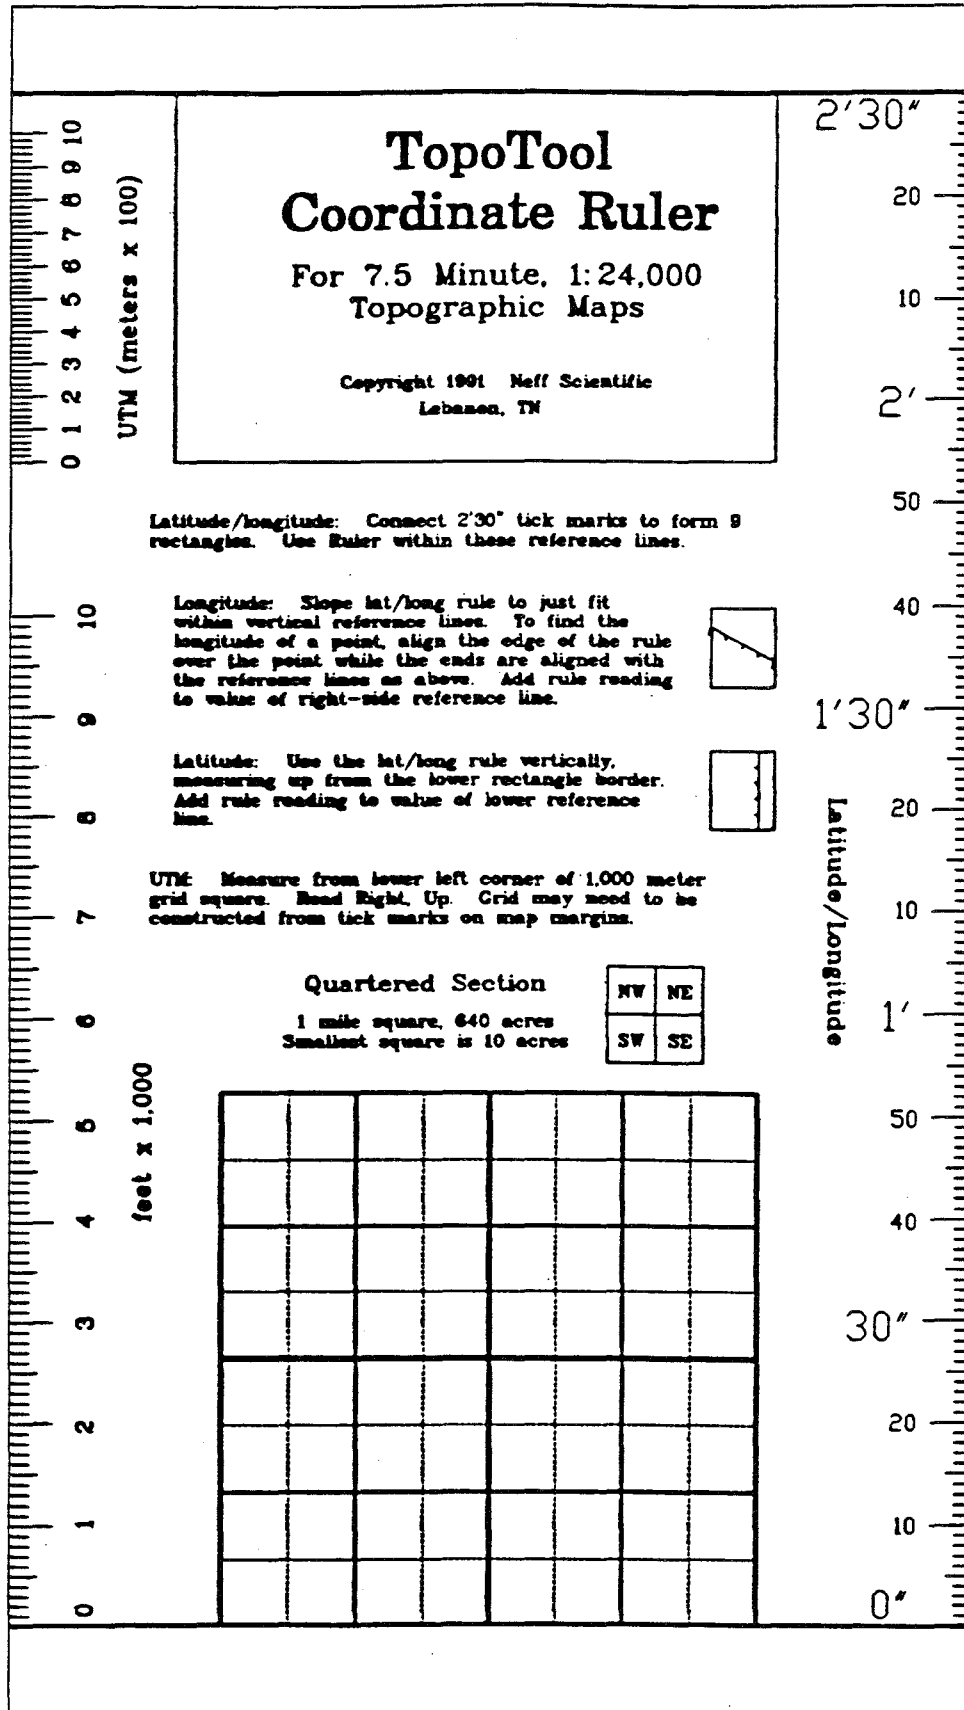 TopoTool
Coordinate Ruler
For 7.5 Minute, 1:24,000
Topographic Maps
Copyright 1991 Neff Scientific
Lebanon, TN
10
9
8
7
6
5
4
3
2
1
0
UTM (meters x 100)
2'30"
20
10
2'
50
40
1'30"
20
10
1'
50
40
30"
20
10
0"
Latitude/Longitude
Latitude/longitude: Connect 2'30" tick marks to form 9
rectangles. Use Ruler within these reference lines.
Longitude: Slope lat/long rule to just fit
within vertical reference lines. To find the
longitude of a point, align the edge of the rule
over the point while the ends are aligned with
the reference lines as above. Add rule reading
to value of right-side reference line.
Latitude: Use the lat/long rule vertically,
measuring up from the lower rectangle border.
Add rule reading to value of lower reference
line.
UTM: Measure from lower left corner of 1,000 meter
grid square. Read Right, Up. Grid may need to be
constructed from tick marks on map margins.
Quartered Section
1 mile square, 640 acres
Smallest square is 10 acres
NW NE
SW SE
10
9
8
7
6
5
4
3
2
1
0
feet x 1,000